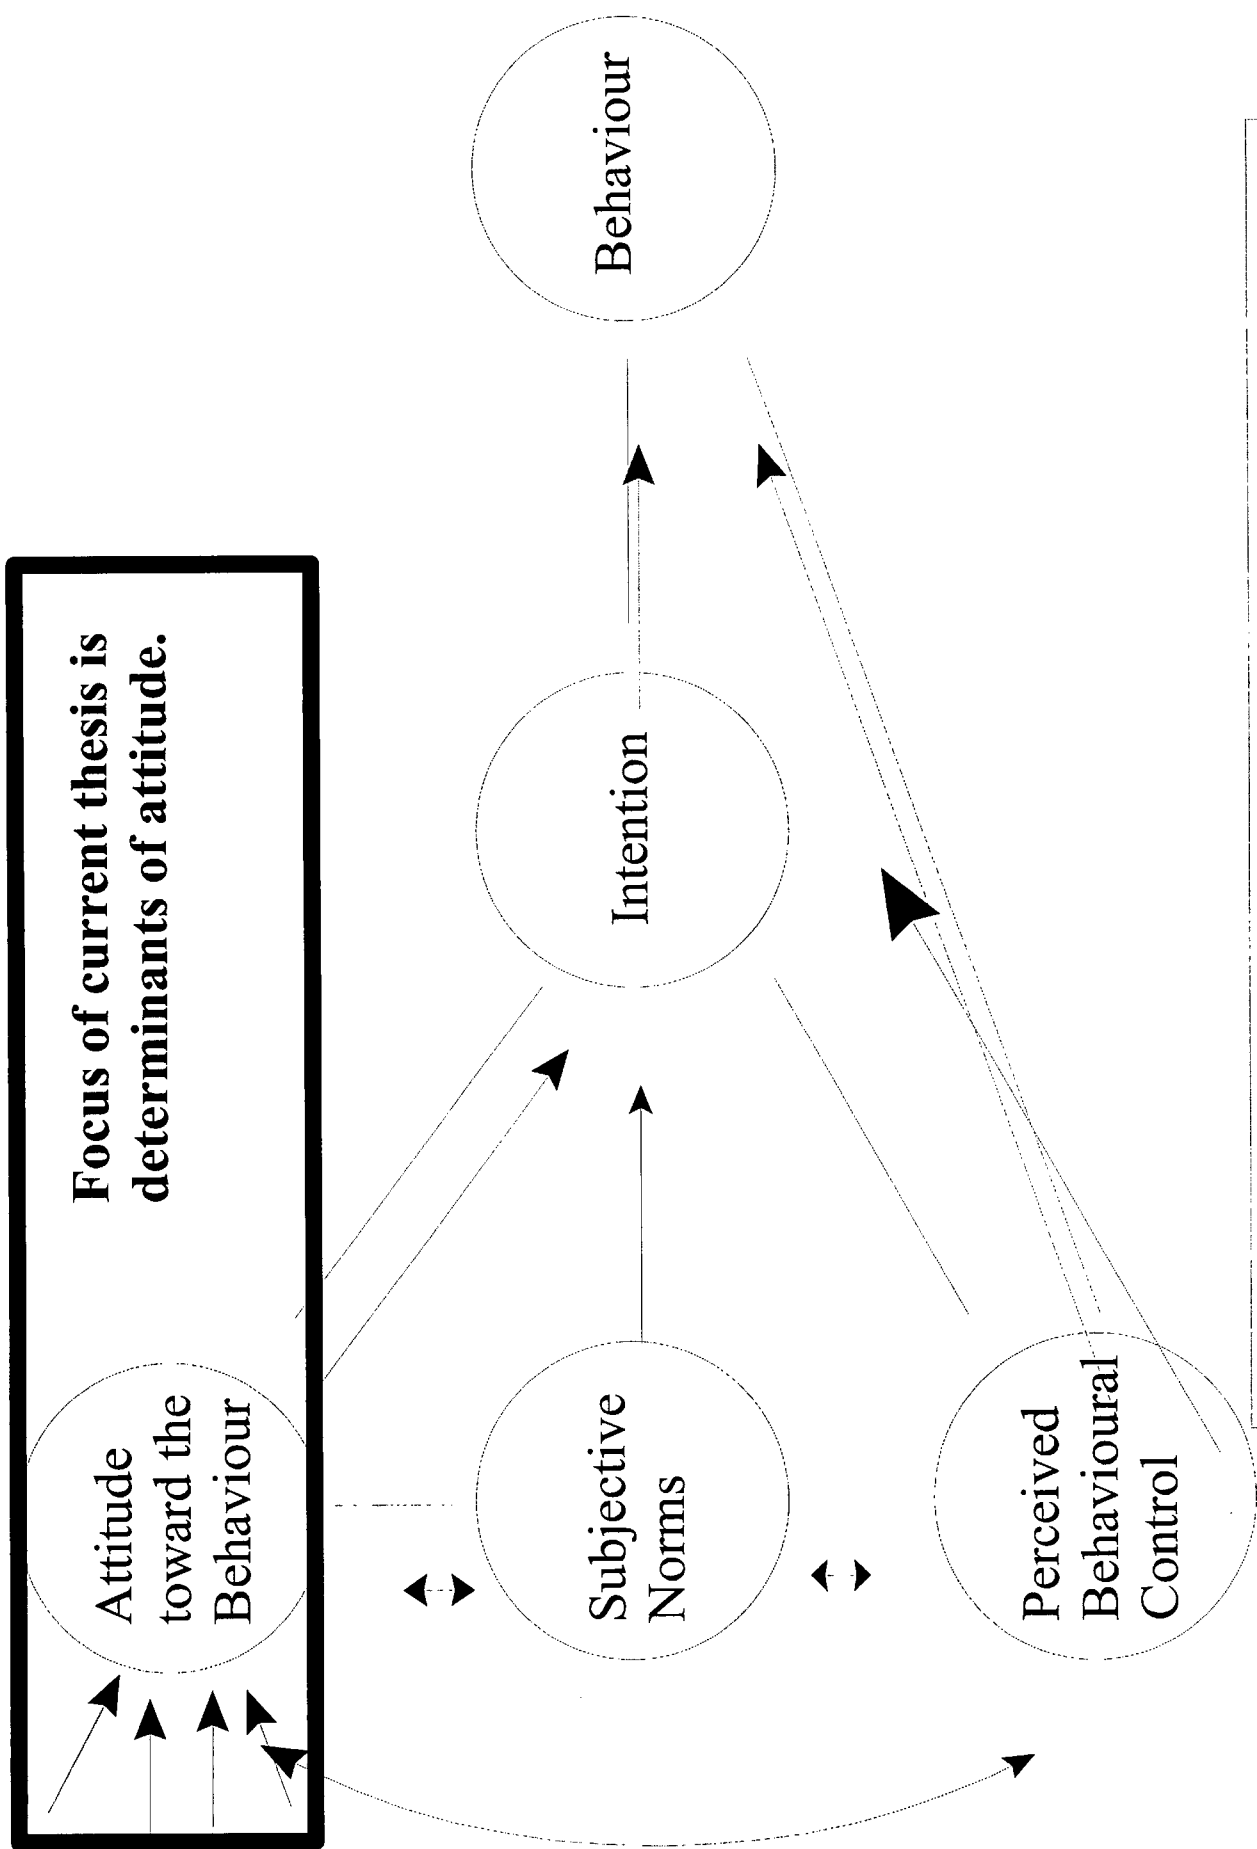 Focus of current thesis is
determinants of attitude.
Attitude
toward the
Behaviour
Subjective
Norms
Perceived
Behavioural
Control
Intention
Behaviour